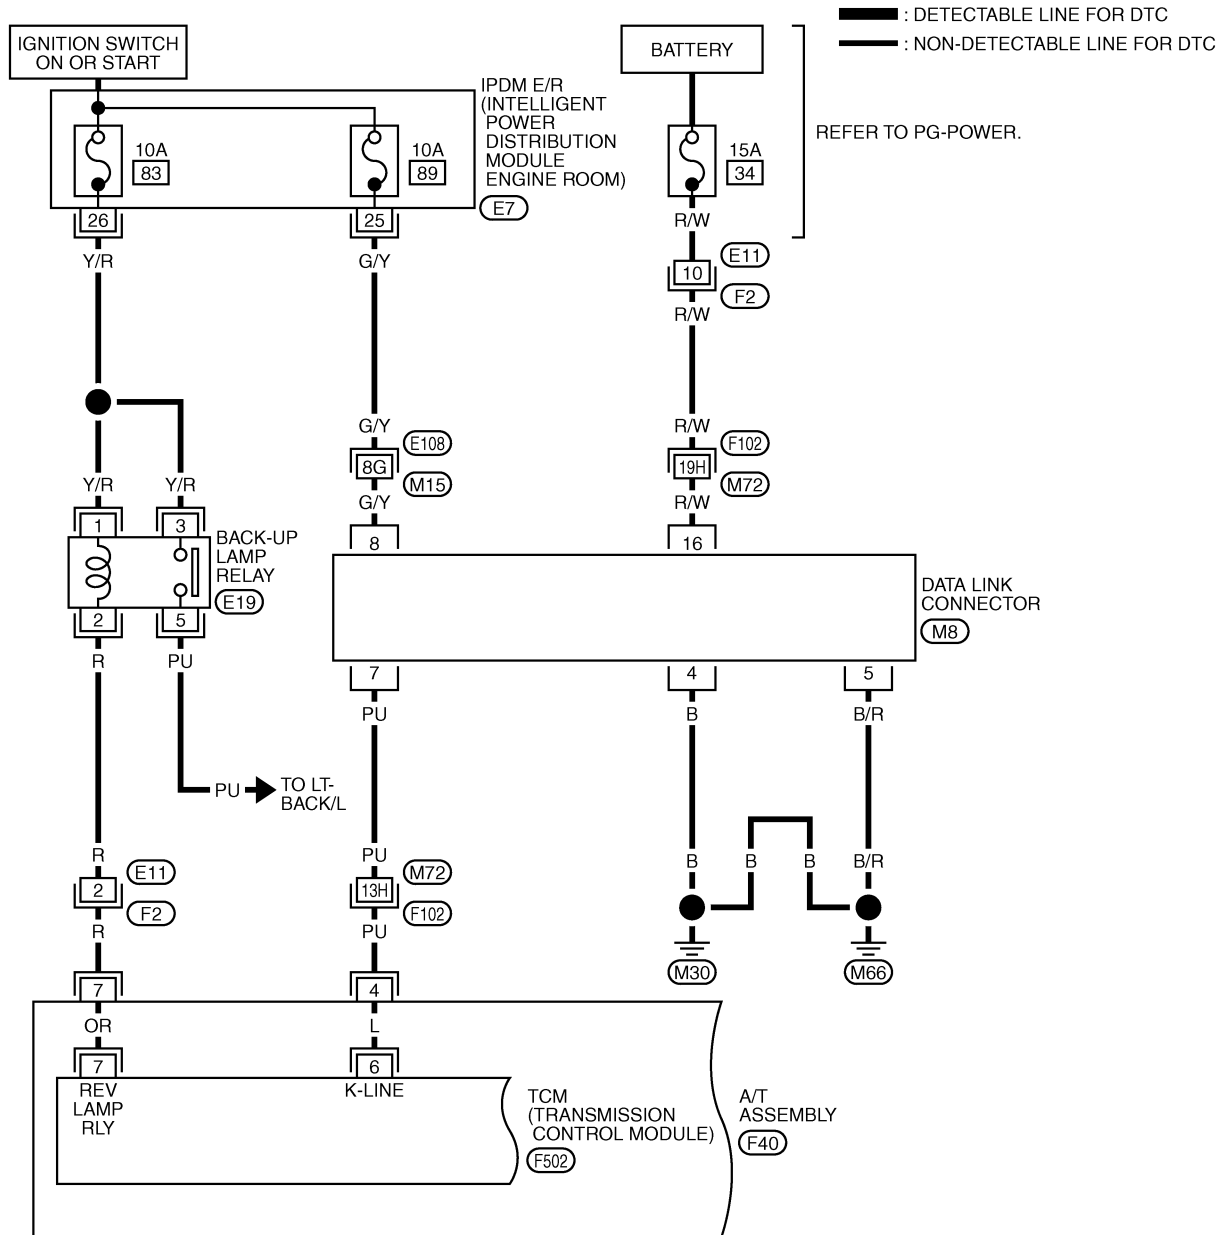 : DETECTABLE LINE FOR DTC
: NON-DETECTABLE LINE FOR DTC
IGNITION SWITCH
ON OR START
BATTERY
IPDM E/R
(INTELLIGENT
POWER
DISTRIBUTION
MODULE
ENGINE ROOM)
E7
REFER TO PG-POWER.
10A
83
10A
89
15A
34
26
25
R/W
Y/R
G/Y
E11
10
F2
R/W
G/Y
R/W
E108
F102
8G
19H
M15
M72
Y/R
Y/R
G/Y
R/W
1
3
8
16
BACK-UP
LAMP
RELAY
E19
DATA LINK
CONNECTOR
M8
2
5
7
4
5
R
PU
PU
B
B/R
PU
TO LT-
BACK/L
R
PU
B
B
B
B/R
E11
M72
2
13H
F2
F102
R
PU
M30
M66
7
4
OR
L
7
6
REV
LAMP
RLY
K-LINE
TCM
(TRANSMISSION
CONTROL MODULE)
F502
A/T
ASSEMBLY
F40